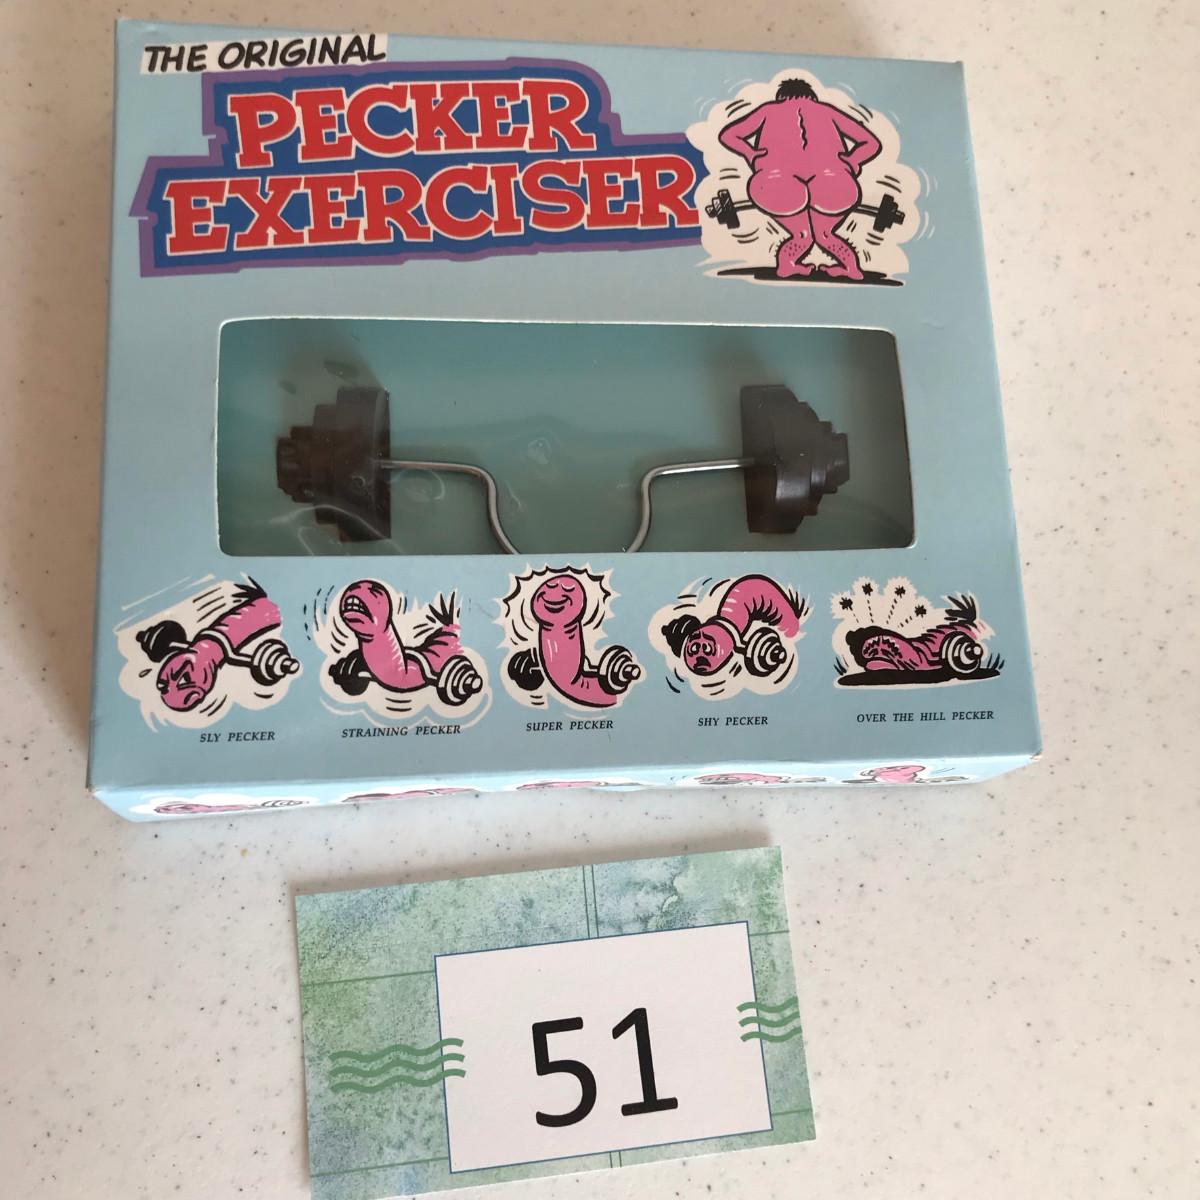 THE ORIGINAL
PECKER
EXERCISER
SLY PECKER
STRAINING PECKER
SUPER PECKER
SHY PECKER
OVER THE HILL PECKER
51